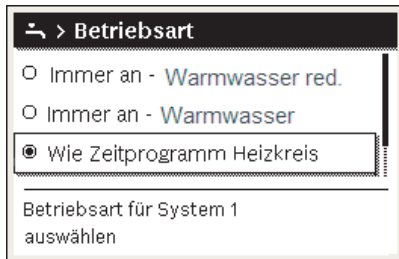 > Betriebsart
Immer an - Warmwasser red.
Immer an - Warmwasser
Wie Zeitprogramm Heizkreis
Betriebsart für System 1
auswählen